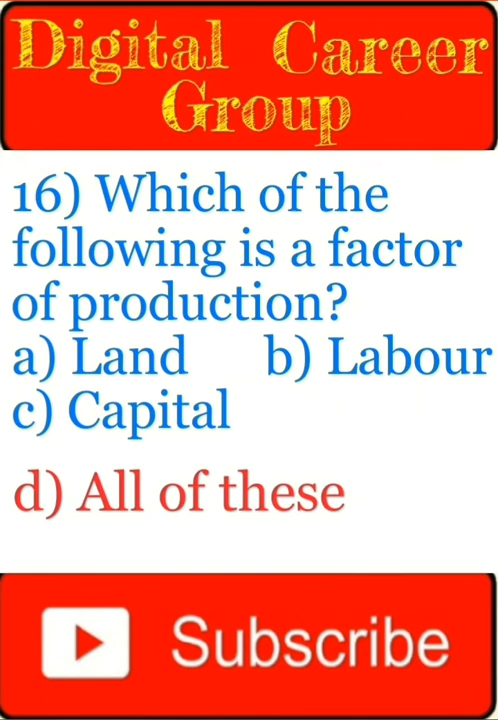 Digital Career
Group
16) Which of the
following is a factor
of production?
a) Land b) Labour
c) Capital
d) All of these
Subscribe